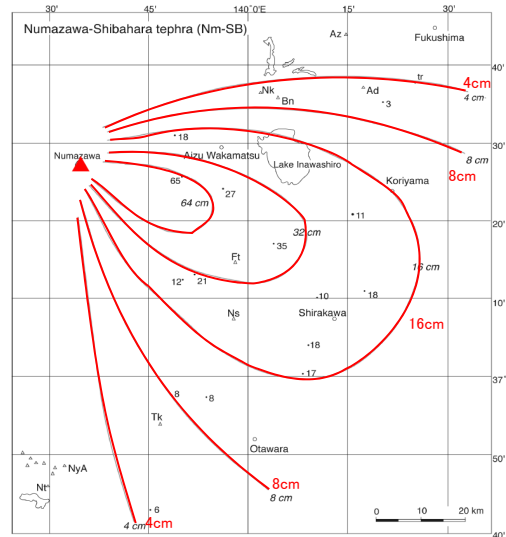 Numazawa-Shibahara tephra (Nm-SB)
30' 45' 140°0'E 15' 30'
Az
Fukushima
40'
Nk
Bn
Ad
3
tr
4cm
4 cm
30'
18
Numazawa
Aizu Wakamatsu
Lake Inawashiro
8 cm
8cm
65
27
64 cm
Koriyama
20'
11
32 cm
35
Ft
16 cm
12
21
10'
10
18
Ns
Shirakawa
16cm
18
37°
17
8
8
Tk
Otawara
50'
NyA
Nt
8cm
8 cm
6
4 cm
4cm
0 10 20 km
40'